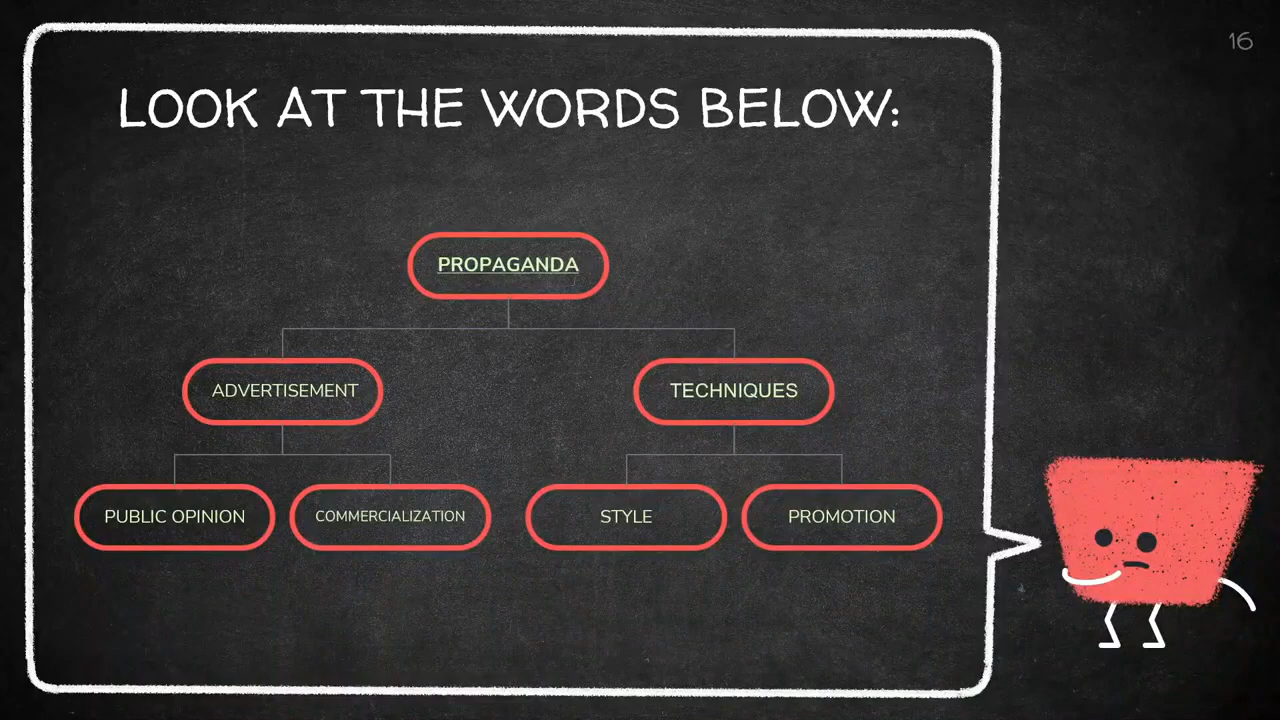 16
LOOK AT THE WORDS BELOW:
PROPAGANDA
ADVERTISEMENT
TECHNIQUES
PUBLIC OPINION
COMMERCIALIZATION
STYLE
PROMOTION